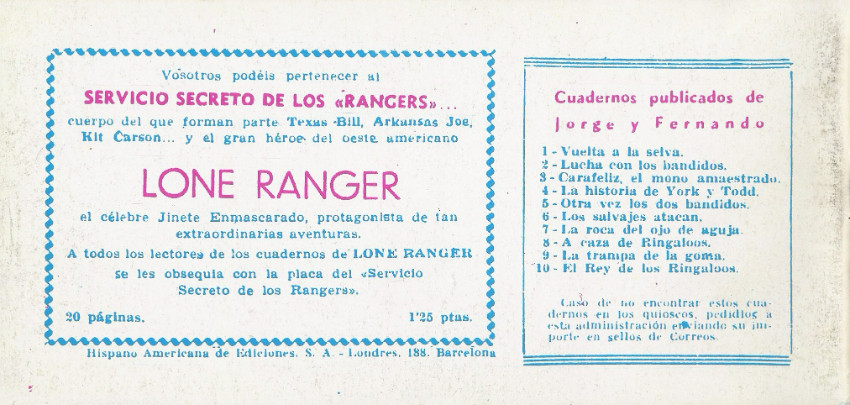 Vosotros podéis pertenecer al
SERVICIO SECRETO DE LOS «RANGERS»...
cuerpo del que forman parte Texas-Bill, Arkansas Joe,
Kit Carson... y el gran héroe del oeste americano
LONE RANGER
el célebre Jinete Enmascarado, protagonista de tan
extraordinarias aventuras.
A todos los lectores de los cuadernos de LONE RANGER
se les obsequia con la placa del «Servicio
Secreto de los Rangers».
20 páginas. 1'25 ptas.
Hispano Americana de Ediciones. S. A. - Londres, 188. Barcelona
Cuadernos publicados de
Jorge y Fernando
1 - Vuelta a la selva.
2 - Lucha con los bandidos.
3 - Carafeliz, el mono amaestrado.
4 - La historia de York y Todd.
5 - Otra vez los dos bandidos.
6 - Los salvajes atacan.
7 - La roca del ojo de aguja.
8 - A caza de Ringaloos.
9 - La trampa de la goma.
10 - El Rey de los Ringaloos.
Caso de no encontrar estos cua-
dernos en los quioscos, pedidlos a
esta administración enviando su im-
porte en sellos de Correos.